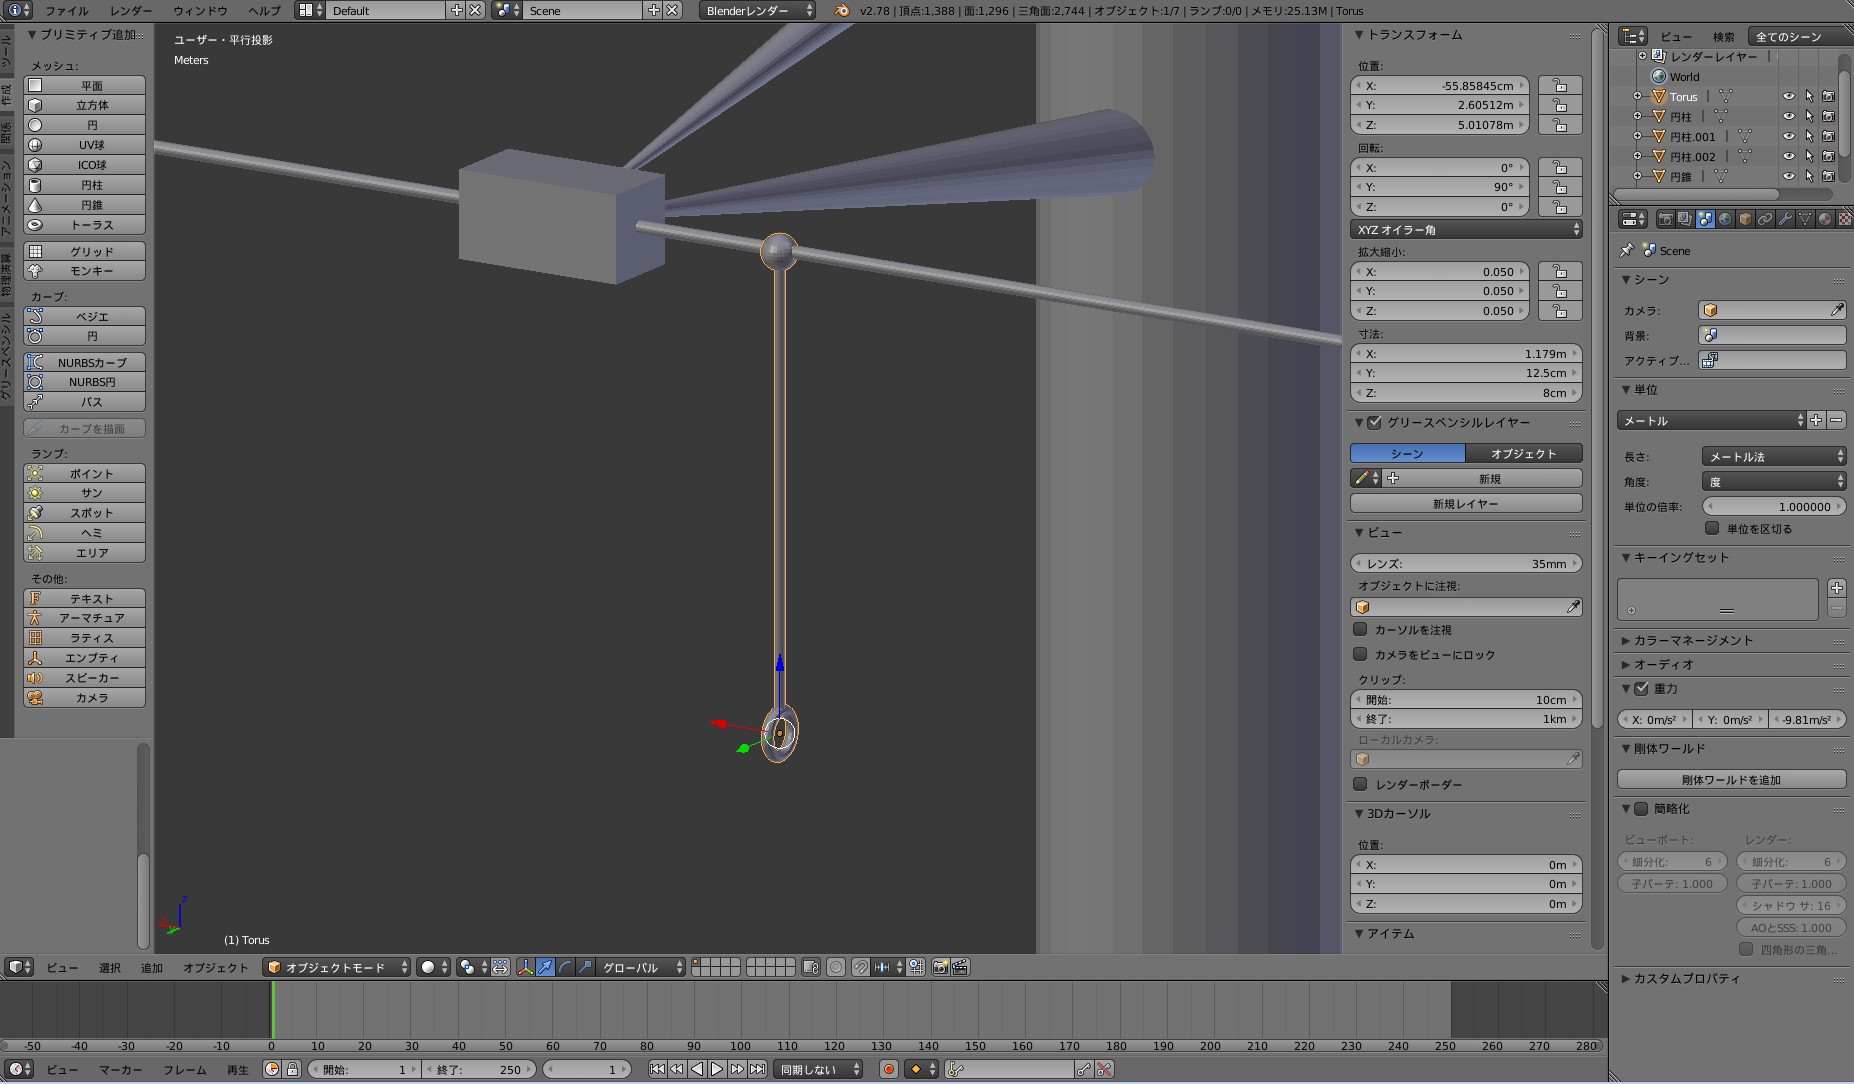 ファイル レンダー ウィンドウ ヘルプ Default Scene Blenderレンダー v2.78 | 頂点:1,388 | 面:1,296 | 三角面:2,744 | オブジェクト:1/7 | ランプ:0/0 | メモリ:25.13M | Torus
ツール
作成
関係
アニメーション
物理演算
グリースペンシル
プリミティブ追加
メッシュ:
平面
立方体
円
UV球
ICO球
円柱
円錐
トーラス
グリッド
モンキー
カーブ:
ベジエ
円
NURBSカーブ
NURBS円
パス
カーブを描画
ランプ:
ポイント
サン
スポット
ヘミ
エリア
その他:
テキスト
アーマチュア
ラティス
エンプティ
スピーカー
カメラ
ユーザー・平行投影
Meters
(1) Torus
トランスフォーム
位置:
X: -55.85845cm
Y: 2.60512m
Z: 5.01078m
回転:
X: 0°
Y: 90°
Z: 0°
XYZ オイラー角
拡大縮小:
X: 0.050
Y: 0.050
Z: 0.050
寸法:
X: 1.179m
Y: 12.5cm
Z: 8cm
グリースペンシルレイヤー
シーン オブジェクト
新規
新規レイヤー
ビュー
レンズ: 35mm
オブジェクトに注視:
カーソルを注視
カメラをビューにロック
クリップ:
開始: 10cm
終了: 1km
ローカルカメラ:
レンダーボーダー
3Dカーソル
位置:
X: 0m
Y: 0m
Z: 0m
アイテム
ビュー 検索 全てのシーン
レンダーレイヤー
World
Torus
円柱
円柱.001
円柱.002
円錐
Scene
シーン
カメラ:
背景:
アクティブ...
単位
メートル
長さ: メートル法
角度: 度
単位の倍率: 1.000000
単位を区切る
キーイングセット
カラーマネージメント
オーディオ
重力
X: 0m/s² Y: 0m/s² -9.81m/s²
剛体ワールド
剛体ワールドを追加
簡略化
ビューポート: レンダー:
細分化: 6 細分化: 6
子パーテ: 1.000 子パーテ: 1.000
シャドウ サ: 16
AOとSSS: 1.000
四角形の三角...
カスタムプロパティ
ビュー 選択 追加 オブジェクト オブジェクトモード グローバル
-50 -40 -30 -20 -10 0 10 20 30 40 50 60 70 80 90 100 110 120 130 140 150 160 170 180 190 200 210 220 230 240 250 260 270 280
ビュー マーカー フレーム 再生 開始: 1 終了: 250 1 同期しない